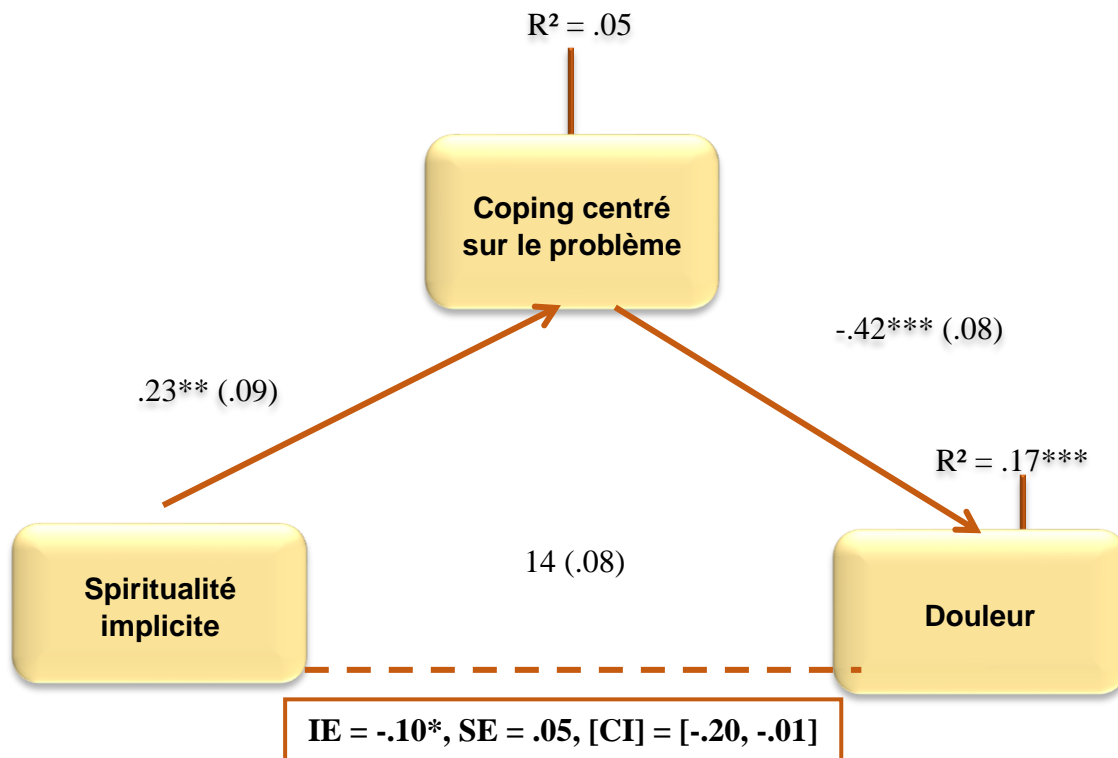 R² = .05
Coping centré
sur le problème
-.42*** (.08)
.23** (.09)
R² = .17***
14 (.08)
Spiritualité
implicite
Douleur
IE = -.10*, SE = .05, [CI] = [-.20, -.01]